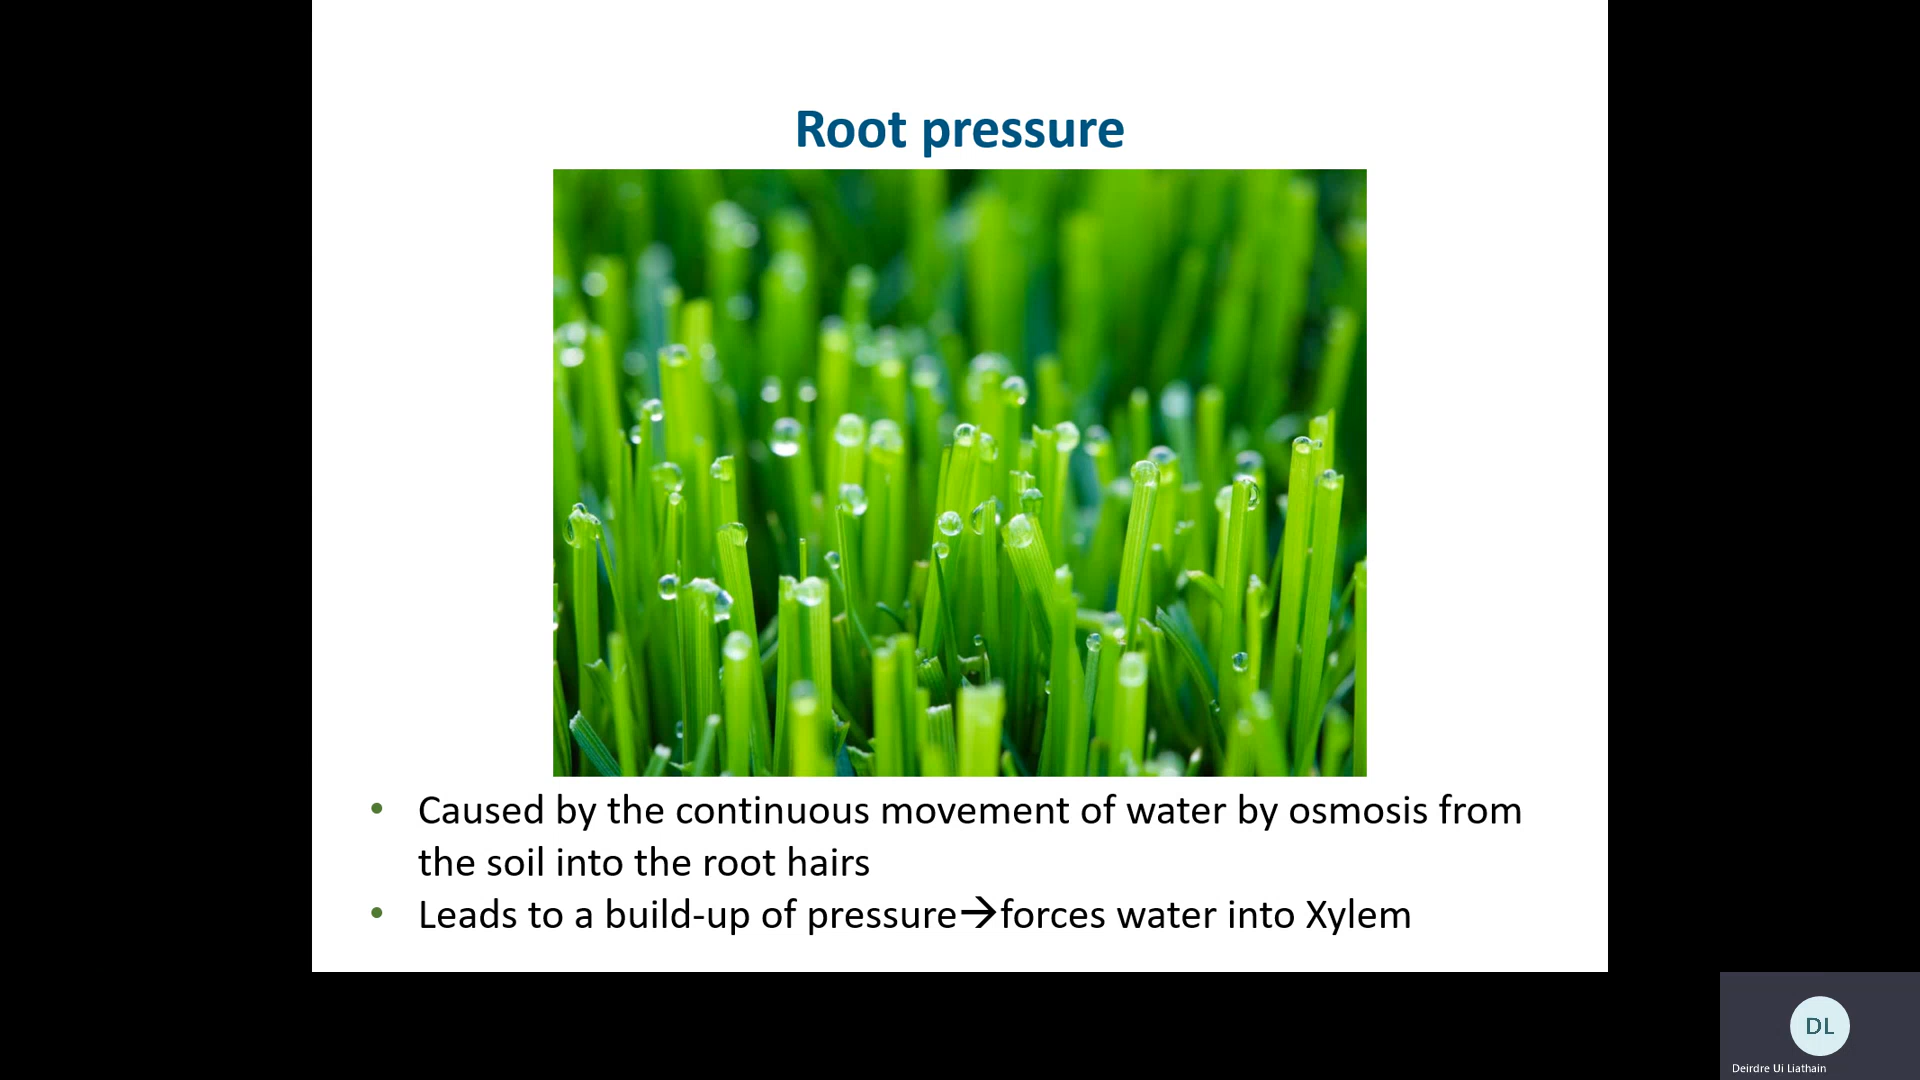 Root pressure
• Caused by the continuous movement of water by osmosis from
the soil into the root hairs
• Leads to a build-up of pressure→forces water into Xylem
DL
Deirdre Ui Liathain